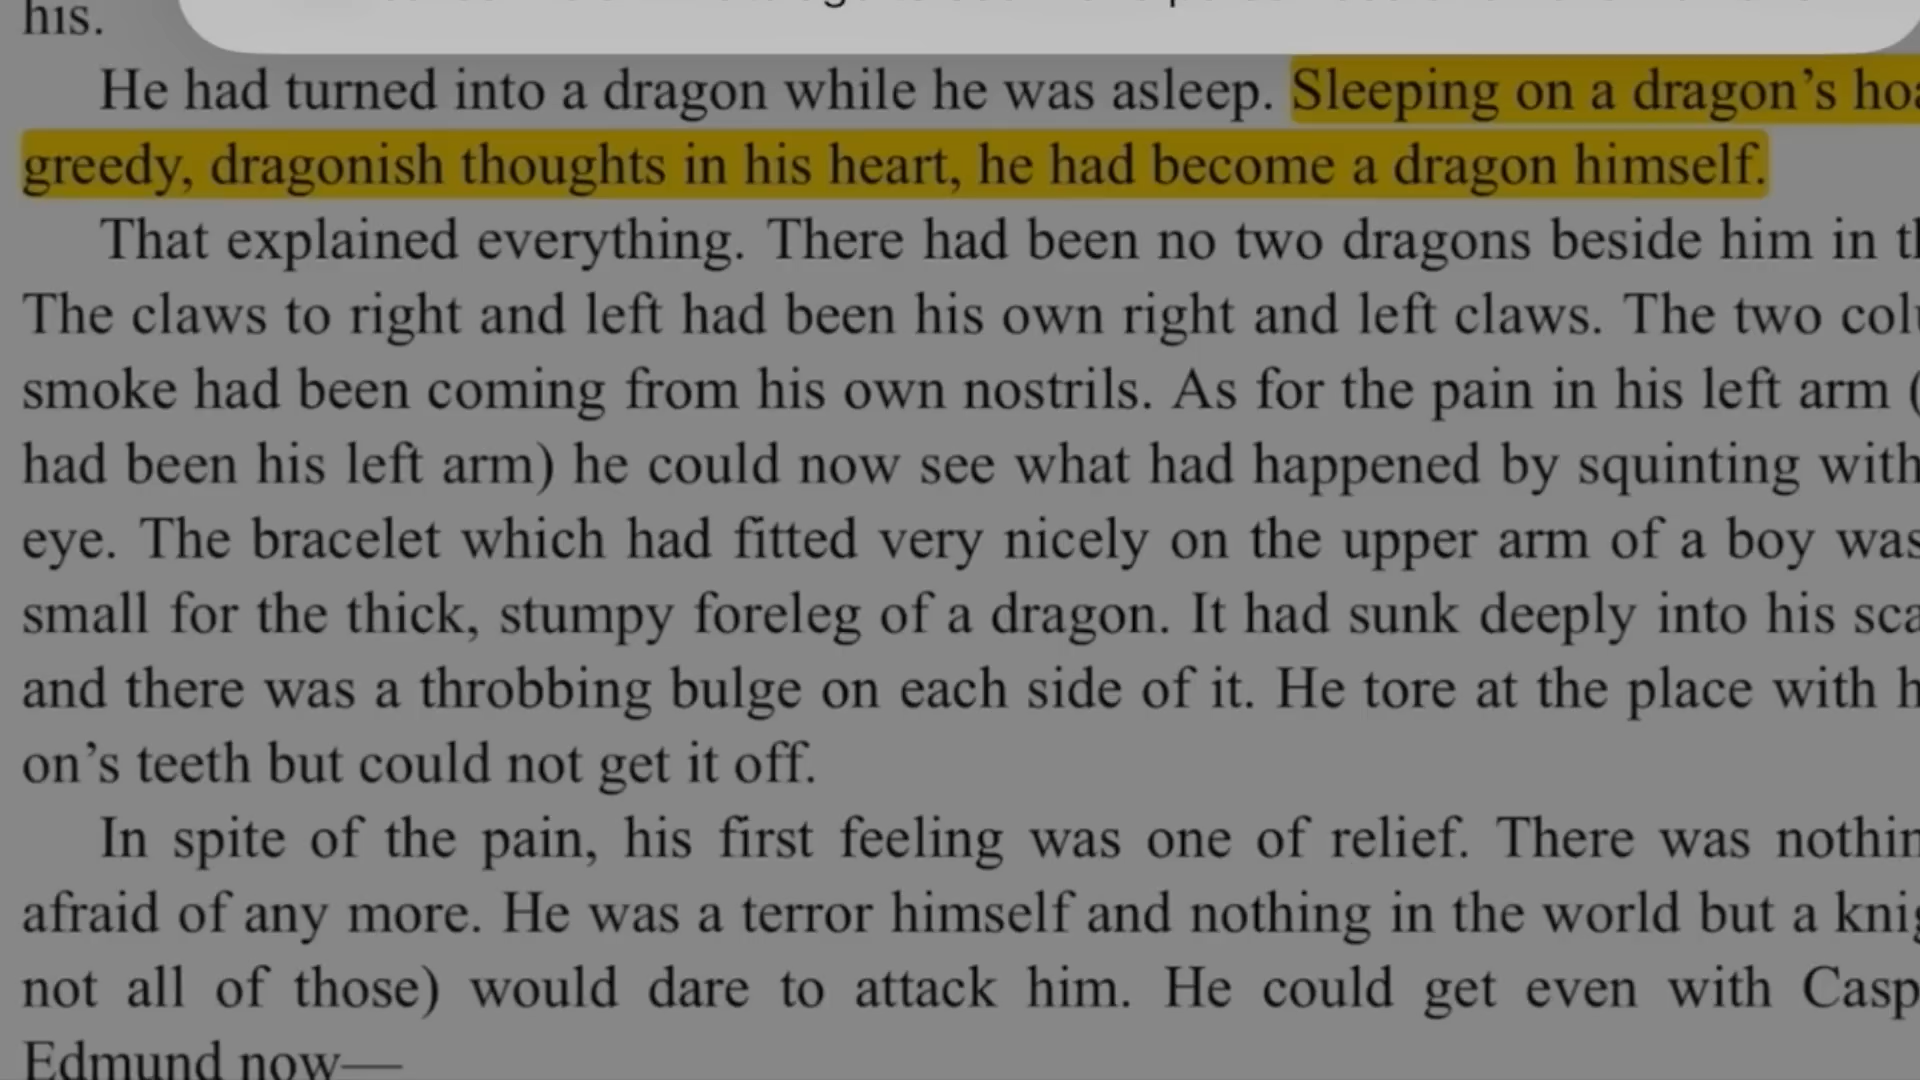 his.
He had turned into a dragon while he was asleep. Sleeping on a dragon’s
greedy, dragonish thoughts in his heart, he had become a dragon himself.
That explained everything. There had been no two dragons beside him in
The claws to right and left had been his own right and left claws. The two
smoke had been coming from his own nostrils. As for the pain in his left arm (
had been his left arm) he could now see what had happened by squinting with
eye. The bracelet which had fitted very nicely on the upper arm of a boy was
small for the thick, stumpy foreleg of a dragon. It had sunk deeply into his
and there was a throbbing bulge on each side of it. He tore at the place with
on’s teeth but could not get it off.
In spite of the pain, his first feeling was one of relief. There was
afraid of any more. He was a terror himself and nothing in the world but a
not all of those) would dare to attack him. He could get even with
Edmund now—